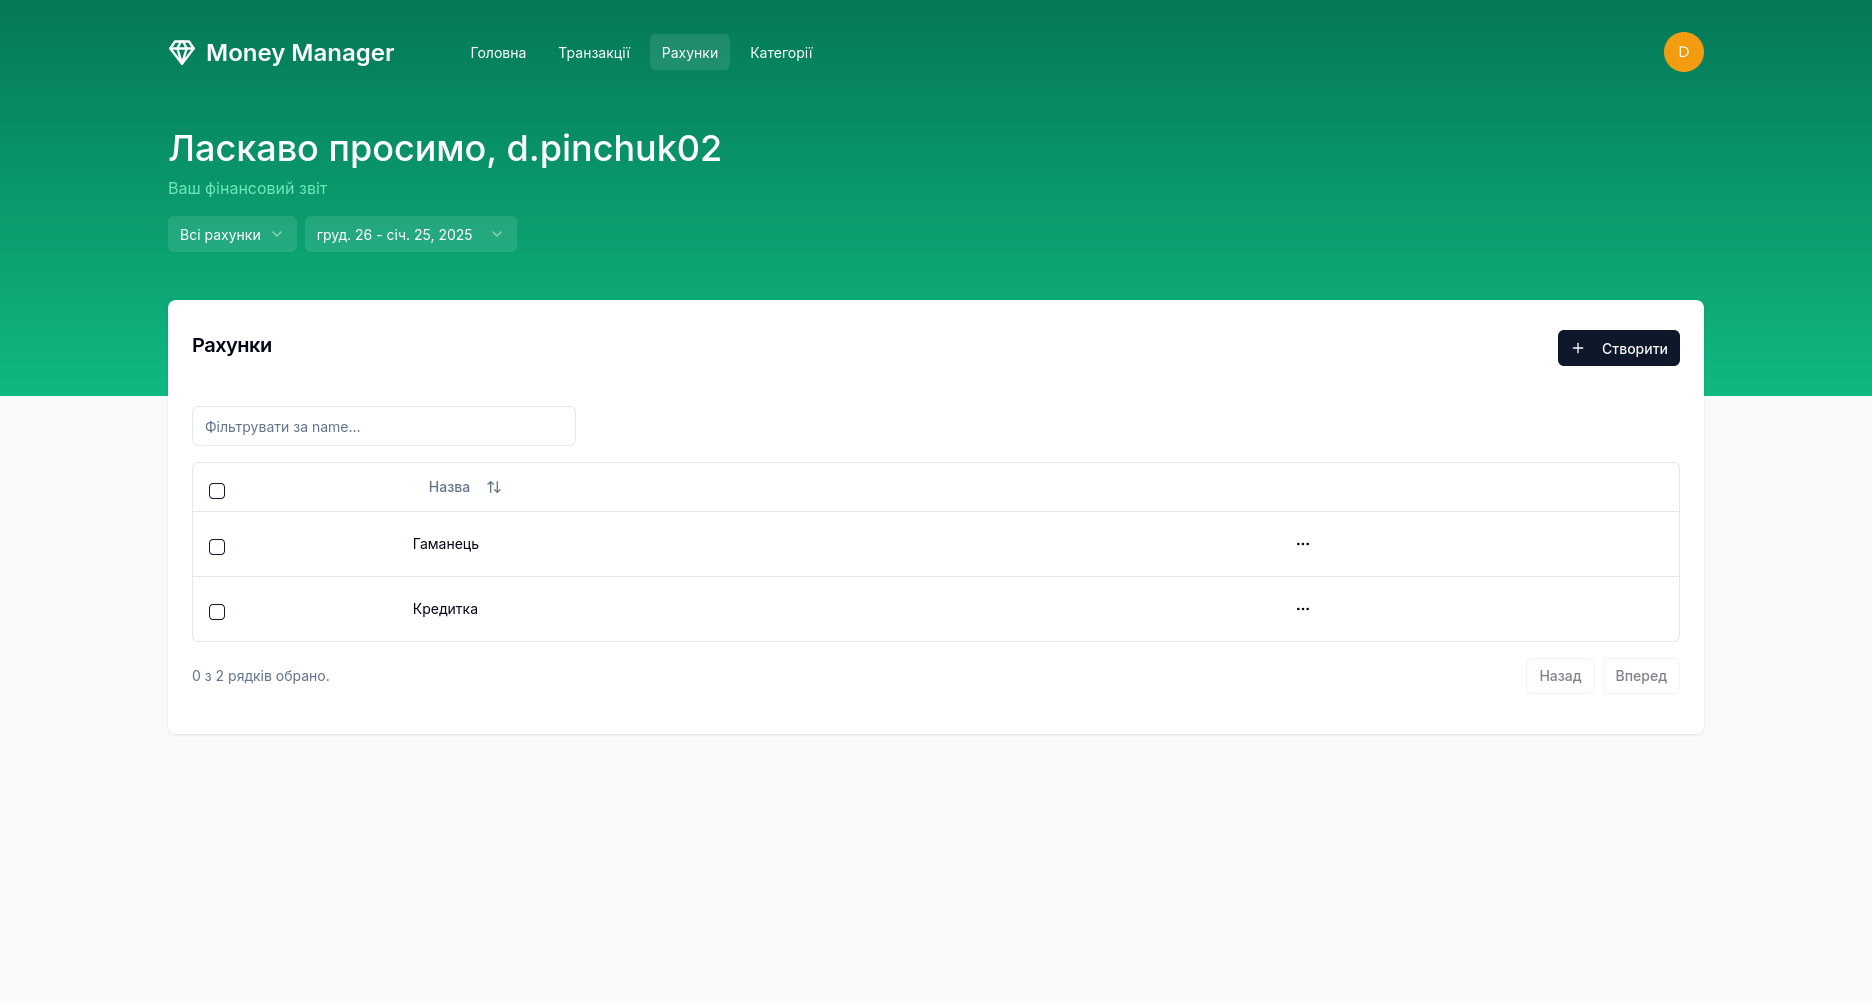 Money Manager
Головна
Транзакції
Рахунки
Категорії
D
Ласкаво просимо, d.pinchuk02
Ваш фінансовий звіт
Всі рахунки
груд. 26 - січ. 25, 2025
Рахунки
Створити
Фільтрувати за name...
Назва
Гаманець
Кредитка
0 з 2 рядків обрано.
Назад
Вперед